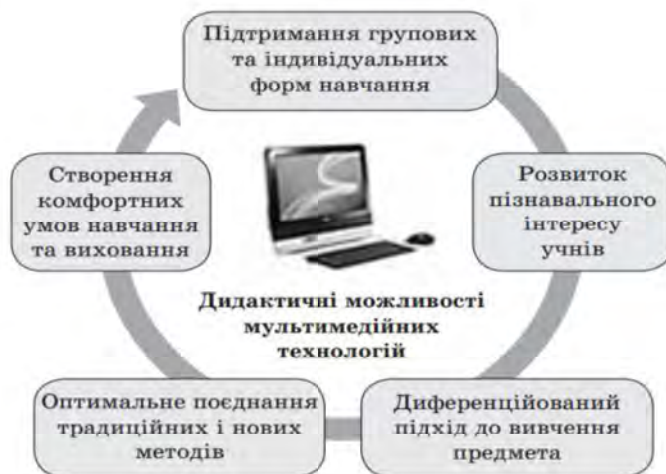 Підтримання групових
та індивідуальних
форм навчання
Розвиток
пізнавального
інтересу
учнів
Диференційований
підхід до вивчення
предмета
Оптимальне поєднання
традиційних і нових
методів
Створення
комфортних
умов навчання
та виховання
Дидактичні можливості
мультимедійних
технологій